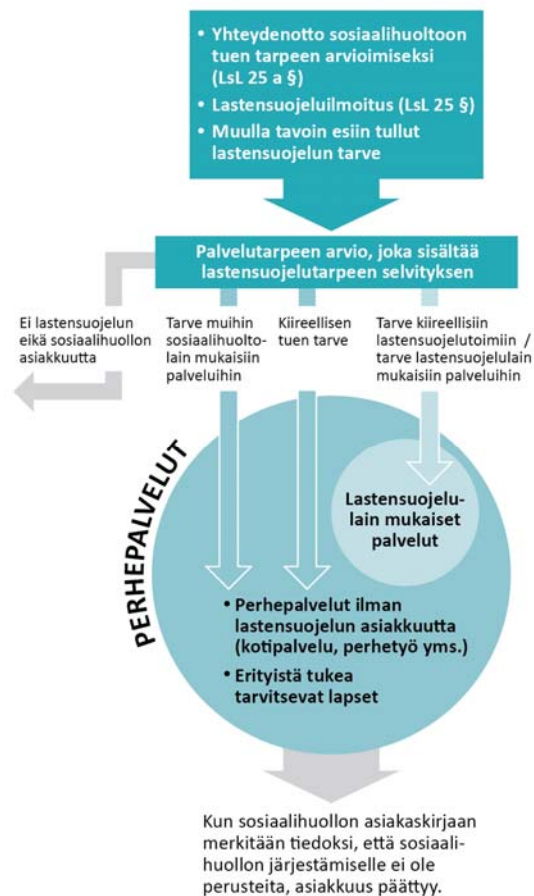 • Yhteydenotto sosiaalihuoltoon
tuen tarpeen arvioimiseksi
(LsL 25 a §)
• Lastensuojeluilmoitus (LsL 25 §)
• Muulla tavoin esiin tullut
lastensuojelun tarve
Palvelutarpeen arvio, joka sisältää
lastensuojelutarpeen selvityksen
Ei lastensuojelun
eikä sosiaalihuollon
asiakkuutta
Tarve muihin
sosiaalihuolto-
lain mukaisiin
palveluihin
Kiireellisen
tuen tarve
Tarve kiireellisiin
lastensuojelutoimiin /
tarve lastensuojelulain
mukaisiin palveluihin
PERHEPALVELUT
Lastensuojelu-
lain mukaiset
palvelut
• Perhepalvelut ilman
lastensuojelun asiakkuutta
(kotipalvelu, perhetyö yms.)
• Erityistä tukea
tarvitsevat lapset
Kun sosiaalihuollon asiakaskirjaan
merkitään tiedoksi, että sosiaali-
huollon järjestämiselle ei ole
perusteita, asiakkuus päättyy.